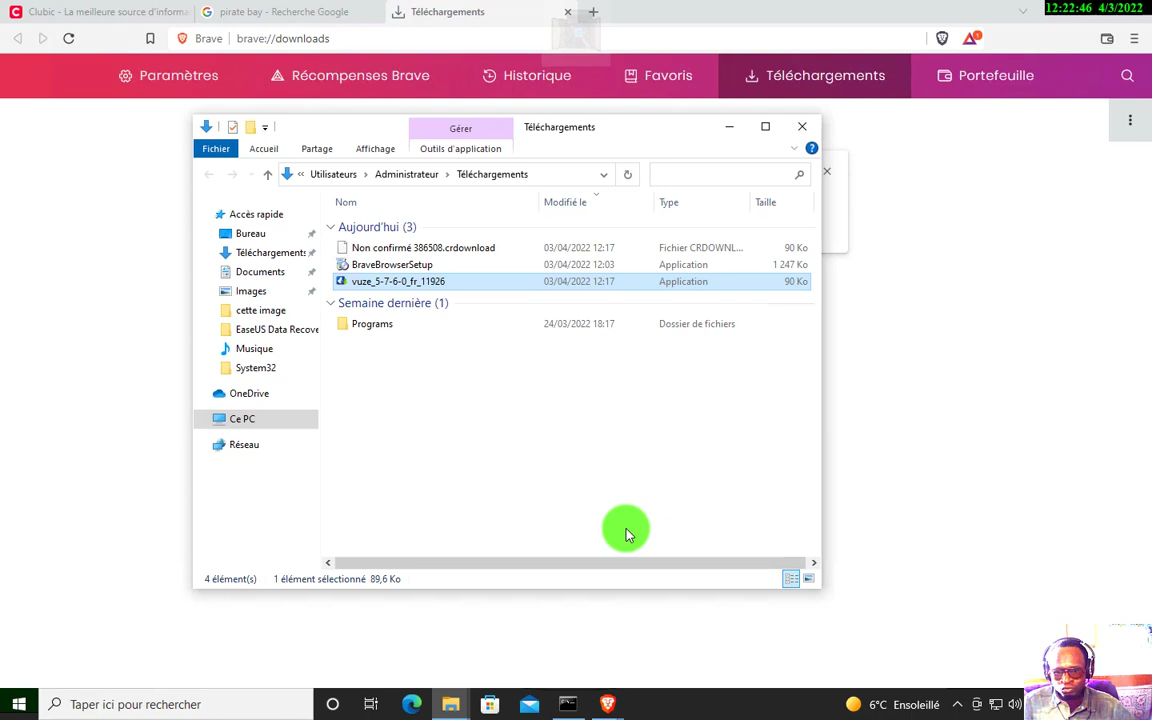 Clubic - La meilleure source d'informa
pirate bay - Recherche Google
Téléchargements
12:22:46 4/3/2022
Brave
brave://downloads
1
Paramètres
Récompenses Brave
Historique
Favoris
Téléchargements
Portefeuille
Gérer
Téléchargements
Fichier
Accueil
Partage
Affichage
Outils d'application
Utilisateurs
Administrateur
Téléchargements
Nom
Modifié le
Type
Taille
Accès rapide
Bureau
Téléchargements
Documents
Images
cette image
EaseUS Data Recove
Musique
System32
OneDrive
Ce PC
Réseau
Aujourd'hui (3)
Non confirmé 386508.crdownload 03/04/2022 12:17 Fichier CRDOWNL... 90 Ko
BraveBrowserSetup 03/04/2022 12:03 Application 1 247 Ko
vuze_5-7-6-0_fr_11926 03/04/2022 12:17 Application 90 Ko
Semaine dernière (1)
Programs 24/03/2022 18:17 Dossier de fichiers
4 élément(s) 1 élément sélectionné 89,6 Ko
Taper ici pour rechercher
6°C Ensoleillé